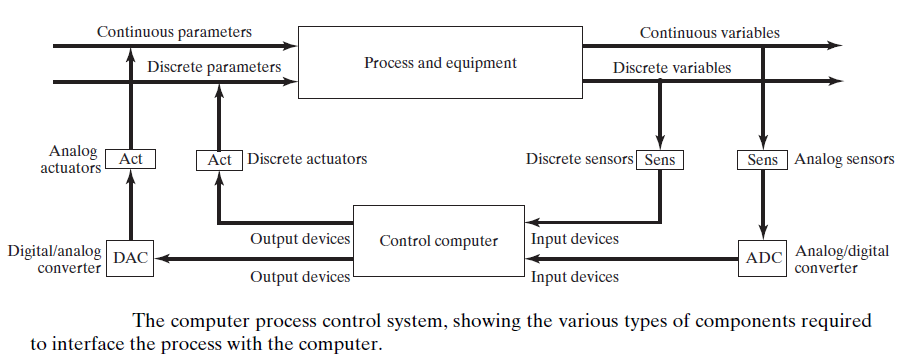 Continuous parameters
Continuous variables
Process and equipment
Discrete parameters
Discrete variables
Analog
actuators
Act
Act
Discrete actuators
Discrete sensors
Sens
Sens
Analog sensors
Output devices
Control computer
Input devices
Digital/analog
converter
DAC
Output devices
Input devices
ADC
Analog/digital
converter
The computer process control system, showing the various types of components required
to interface the process with the computer.